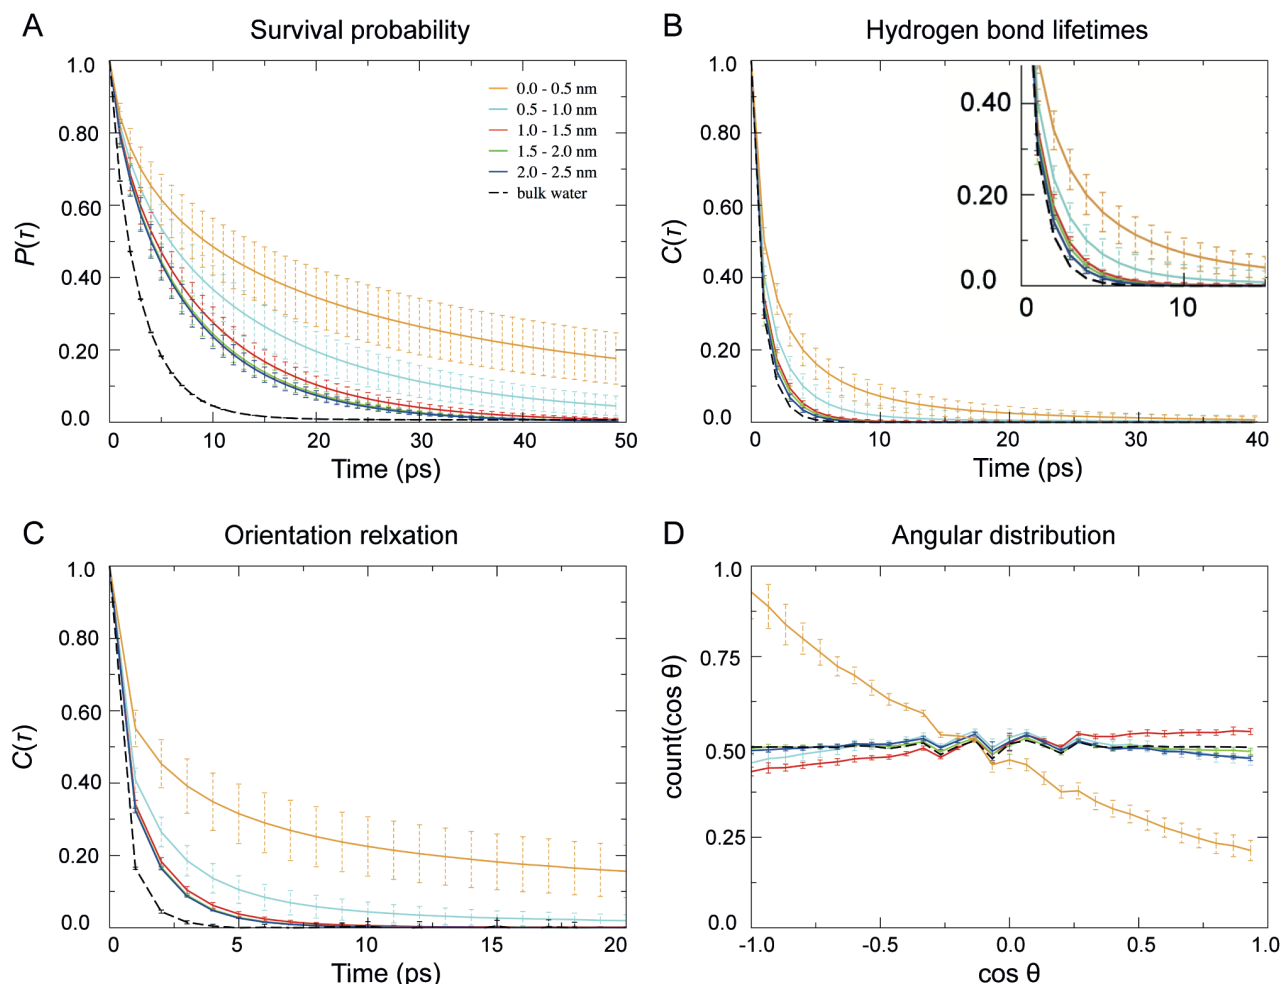 A
Survival probability
1.0
0.80
0.60
0.40
0.20
0.0
P(τ)
0.0 - 0.5 nm
0.5 - 1.0 nm
1.0 - 1.5 nm
1.5 - 2.0 nm
2.0 - 2.5 nm
bulk water
0 10 20 30 40 50
Time (ps)
B
Hydrogen bond lifetimes
1.0
0.80
0.60
0.40
0.20
0.0
C(τ)
0.40
0.20
0.0
0 10
0 10 20 30 40
Time (ps)
C
Orientation relxation
1.0
0.80
0.60
0.40
0.20
0.0
C(τ)
0 5 10 15 20
Time (ps)
D
Angular distribution
1.0
0.75
0.50
0.25
0.0
count(cos θ)
-1.0 -0.5 0.0 0.5 1.0
cos θ